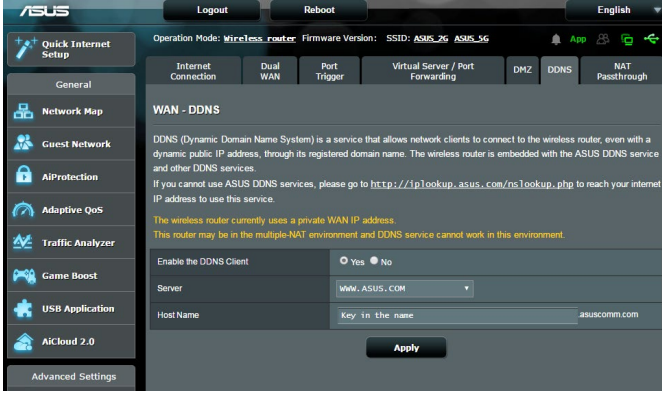 ASUS
Logout
Reboot
English
Quick Internet
Setup
Operation Mode: Wireless router Firmware Version: SSID: ASUS_2G ASUS_5G
App
Internet
Connection
Dual
WAN
Port
Trigger
Virtual Server / Port
Forwarding
DMZ
DDNS
NAT
Passthrough
General
Network Map
Guest Network
AiProtection
Adaptive QoS
Traffic Analyzer
Game Boost
USB Application
AiCloud 2.0
Advanced Settings
WAN - DDNS
DDNS (Dynamic Domain Name System) is a service that allows network clients to connect to the wireless router, even with a
dynamic public IP address, through its registered domain name. The wireless router is embedded with the ASUS DDNS service
and other DDNS services.
If you cannot use ASUS DDNS services, please go to http://iplookup.asus.com/nslookup.php to reach your internet
IP address to use this service.
The wireless router currently uses a private WAN IP address.
This router may be in the multiple-NAT environment and DDNS service cannot work in this environment.
Enable the DDNS Client
Yes No
Server
WWW.ASUS.COM
Host Name
Key in the name
.asuscomm.com
Apply